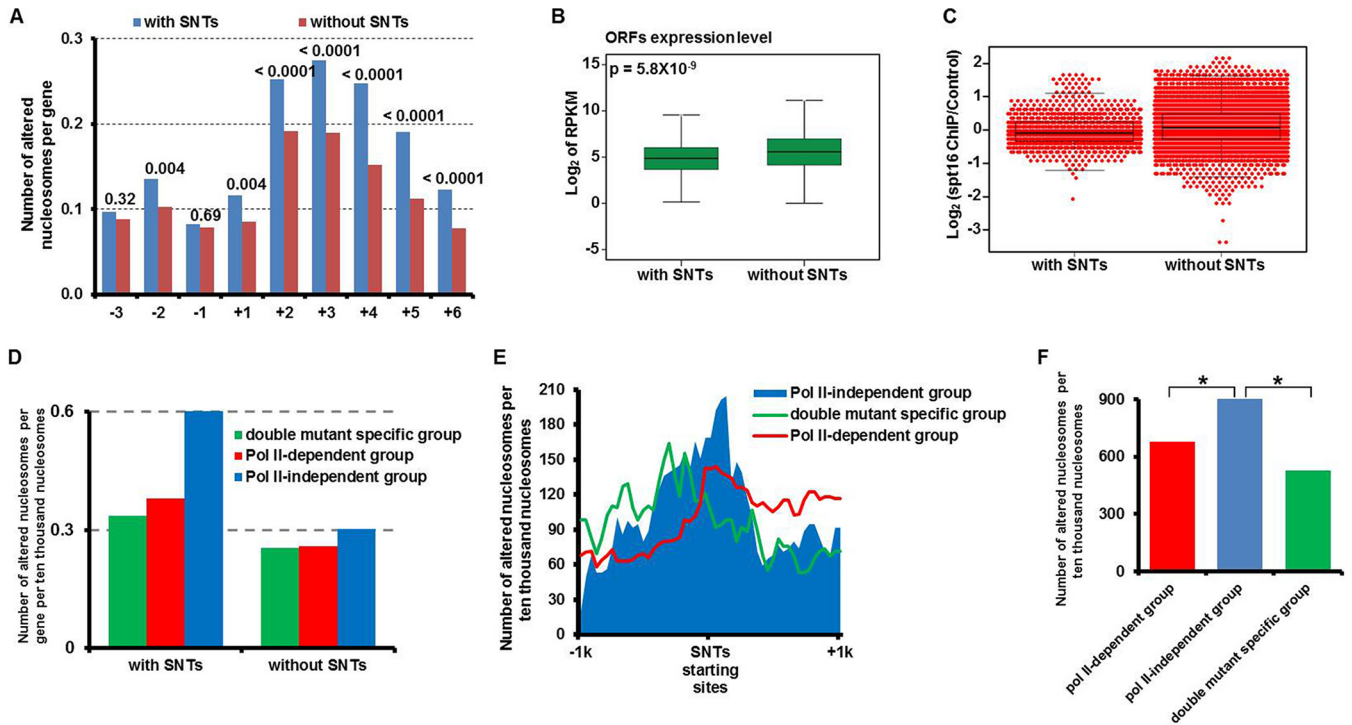 A
with SNTs
without SNTs
Number of altered
nucleosomes per gene
0.3
0.2
0.1
0.0
0.32
0.004
0.69
0.004
< 0.0001
< 0.0001
< 0.0001
< 0.0001
<0.0001
-3
-2
-1
+1
+2
+3
+4
+5
+6
B
ORFs expression level
p = 5.8X10-9
Log2 of RPKM
15
10
5
0
-5
with SNTs
without SNTs
C
Log2 (spt16 ChIP/Control)
2
1
0
-1
-2
-3
with SNTs
without SNTs
D
Number of altered nucleosomes per
gene per ten thousand nucleosomes
0.6
0.3
0
double mutant specific group
Pol II-dependent group
Pol II-independent group
with SNTs
without SNTs
E
Number of altered nucleosomes per
ten thousand nucleosomes
210
180
150
120
90
60
30
0
Pol II-independent group
double mutant specific group
Pol II-dependent group
-1k
SNTs
starting
sites
+1k
F
Number of altered nucleosomes per
ten thousand nucleosomes
900
600
300
0
*
*
pol II-dependent group
pol II-independent group
double mutant specific group